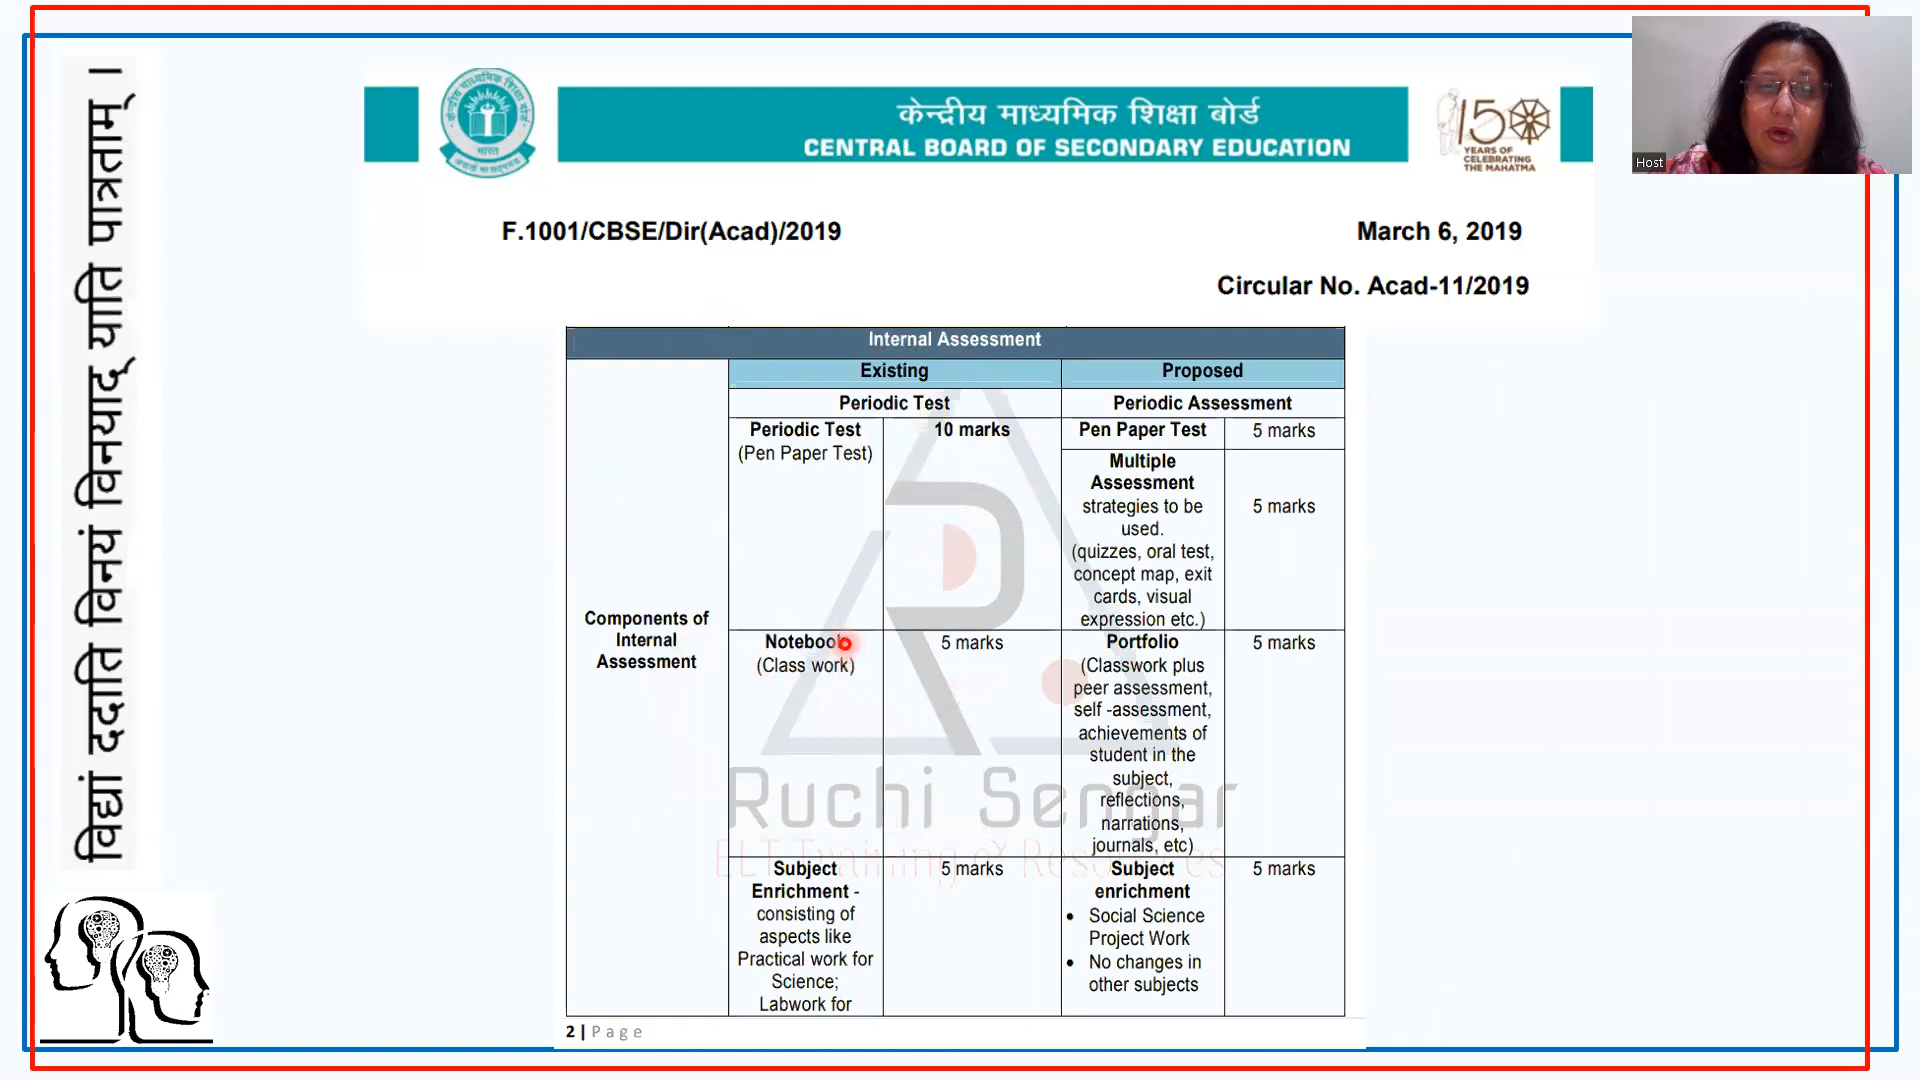 विद्यां ददाति विनयं विनयाद् याति पात्रताम् ।
केन्द्रीय माध्यमिक शिक्षा बोर्ड
CENTRAL BOARD OF SECONDARY EDUCATION
केन्द्रीय माध्यमिक शिक्षा बोर्ड
भारत
150
YEARS OF
CELEBRATING
THE MAHATMA
Host
F.1001/CBSE/Dir(Acad)/2019
March 6, 2019
Circular No. Acad-11/2019
Internal Assessment
Existing
Proposed
Periodic Test
Periodic Assessment
Components of
Internal
Assessment
Periodic Test
(Pen Paper Test)
10 marks
Pen Paper Test
5 marks
Multiple
Assessment
strategies to be
used.
(quizzes, oral test,
concept map, exit
cards, visual
expression etc.)
5 marks
Notebook
(Class work)
5 marks
Portfolio
(Classwork plus
peer assessment,
self -assessment,
achievements of
student in the
subject,
reflections,
narrations,
journals, etc)
5 marks
Subject
Enrichment -
consisting of
aspects like
Practical work for
Science;
Labwork for
5 marks
Subject
enrichment
• Social Science
Project Work
• No changes in
other subjects
5 marks
Ruchi Sengar
ELT Training & Resources
2 | Page